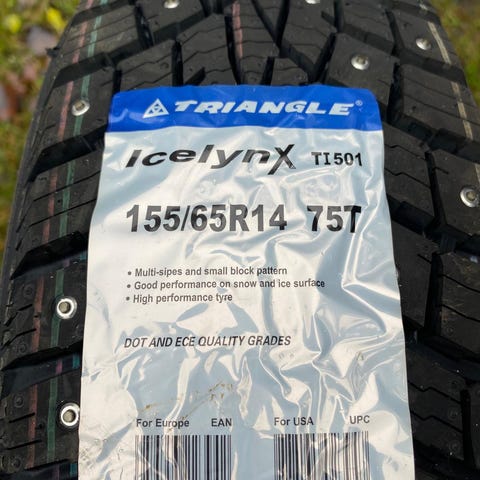 TRIANGLE
IcelynX TI501
155/65R14 75T
• Multi-sipes and small block pattern
• Good performance on snow and ice surface
• High performance tyre
DOT AND ECE QUALITY GRADES
For Europe EAN For USA UPC